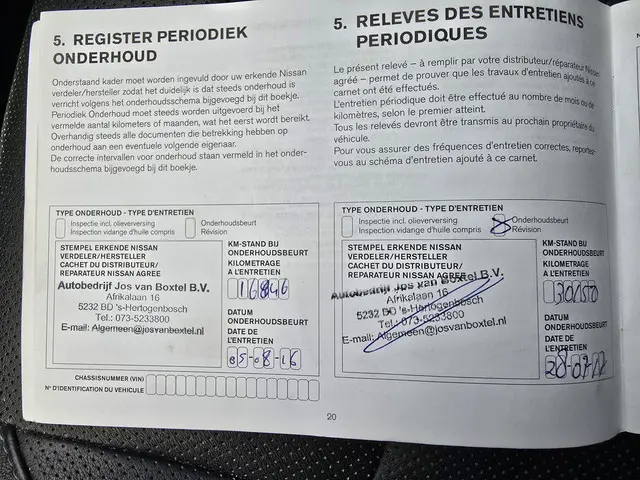 5. REGISTER PERIODIEK
ONDERHOUD
Onderstaand kader moet worden ingevuld door uw erkende Nissan
verdeler/hersteller zodat het duidelijk is dat steeds onderhoud is
verricht volgens het onderhoudsschema bijgevoegd bij dit boekje.
Periodiek Onderhoud moet steeds worden uitgevoerd bij het
vermelde aantal kilometers of maanden, wat het eerst wordt bereikt.
Overhandig steeds alle documenten die betrekking hebben op
onderhoud aan een eventuele volgende eigenaar.
De correcte intervallen voor onderhoud staan vermeld in het onder-
houdsschema bijgevoegd bij dit boekje.
TYPE ONDERHOUD - TYPE D'ENTRETIEN
Inspectie incl. olieverversing
Inspection vidange d'huile compris
Onderhoudsbeurt
Révision
STEMPEL ERKENDE NISSAN
VERDELER/HERSTELLER
CACHET DU DISTRIBUTEUR/
REPARATEUR NISSAN AGREE
Autobedrijf Jos van Boxtel B.V.
Afrikalaan 16
5232 BD 's-Hertogenbosch
Tel.: 073-5233800
E-mail: Algemeen@josvanboxtel.nl
KM-STAND BIJ
ONDERHOUDSBEURT
KILOMETRAGE
A L'ENTRETIEN
16846
DATUM
ONDERHOUDSBEURT
DATE DE
L'ENTRETIEN
05-08-16
CHASSISNUMMER (VIN)
N° D'IDENTIFICATION DU VEHICULE
5. RELEVES DES ENTRETIENS
PERIODIQUES
Le présent relevé – à remplir par votre distributeur/réparateur Nissan
agréé – permet de prouver que les travaux d'entretien ajoutés à ce
carnet ont été effectués.
L'entretien périodique doit être effectué au nombre de mois ou de
kilomètres, selon le premier atteint.
Tous les relevés devront être transmis au prochain propriétaire du
véhicule.
Pour vous assurer des fréquences d'entretien correctes, reportez-
vous au schéma d'entretien ajouté à ce carnet.
TYPE ONDERHOUD - TYPE D'ENTRETIEN
Inspectie incl. olieverversing
Inspection vidange d'huile compris
Onderhoudsbeurt
Révision
STEMPEL ERKENDE NISSAN
VERDELER/HERSTELLER
CACHET DU DISTRIBUTEUR/
REPARATEUR NISSAN AGREE
Autobedrijf Jos van Boxtel B.V.
Afrikalaan 16
5232 BD 's-Hertogenbosch
Tel.: 073-5233800
E-mail: Algemeen@josvanboxtel.nl
KM-STAND BIJ
ONDERHOUDSBEURT
KILOMETRAGE
A L'ENTRETIEN
DATUM
ONDERHOUDSBEURT
DATE DE
L'ENTRETIEN
20